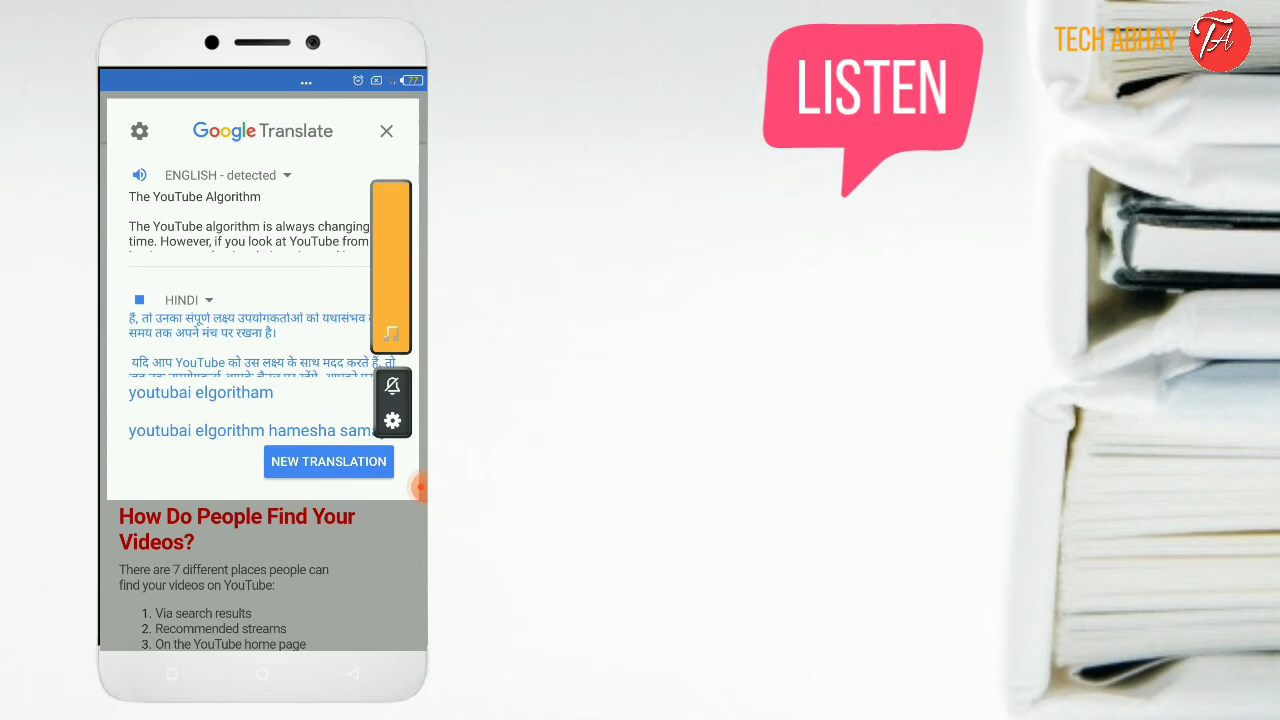 LISTEN
TECH ABHAY
TA
77
Google Translate
ENGLISH - detected
The YouTube Algorithm
The YouTube algorithm is always changing
time. However, if you look at YouTube from
HINDI
हैं, तो उनका संपूर्ण लक्ष्य उपयोगकर्ताओं को यथासंभव
समय तक अपने मंच पर रखना है।
यदि आप YouTube को उस लक्ष्य के साथ मदद करते हैं, तो
youtubai elgoritham
youtubai elgorithm hamesha sam
NEW TRANSLATION
How Do People Find Your
Videos?
There are 7 different places people can
find your videos on YouTube:
1. Via search results
2. Recommended streams
3. On the YouTube home page